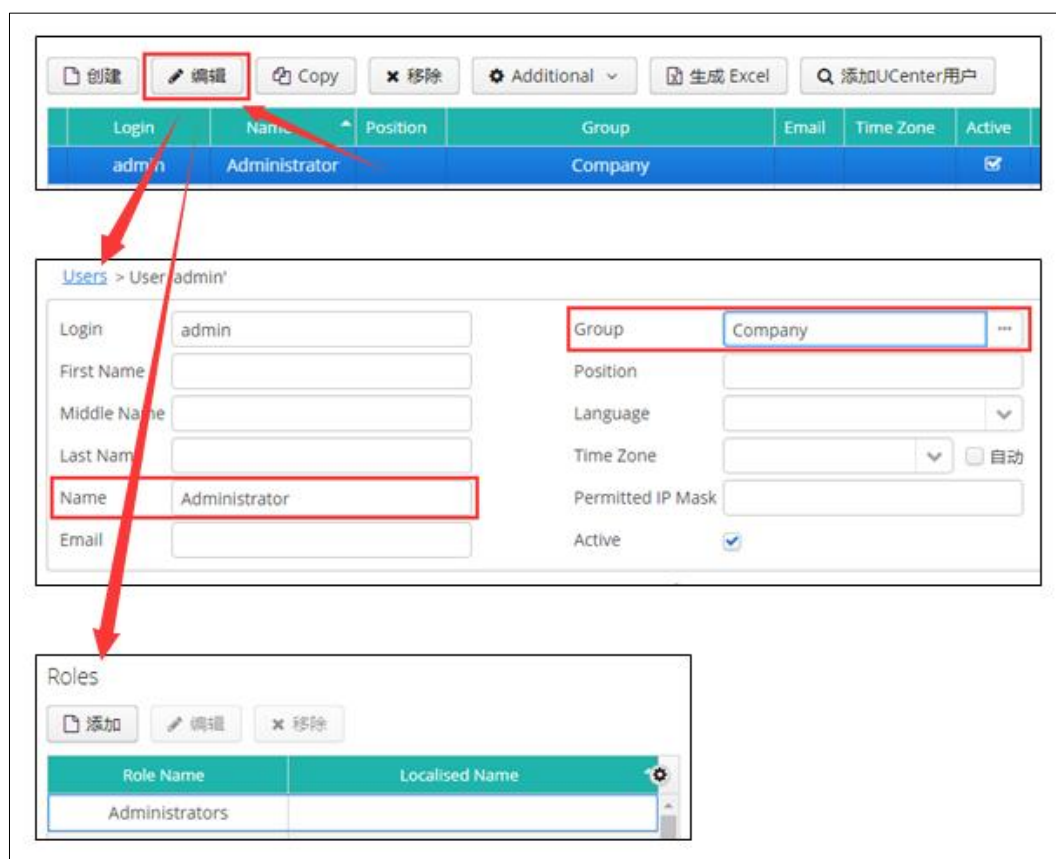 创建 编辑 Copy 移除 Additional 生成 Excel 添加UCenter用户
Login Name Position Group Email Time Zone Active
admin Administrator Company
Users > User 'admin'
Login admin Group Company ...
First Name Position
Middle Name Language
Last Nam Time Zone 自动
Name Administrator Permitted IP Mask
Email Active
Roles
添加 编辑 移除
Role Name Localised Name
Administrators